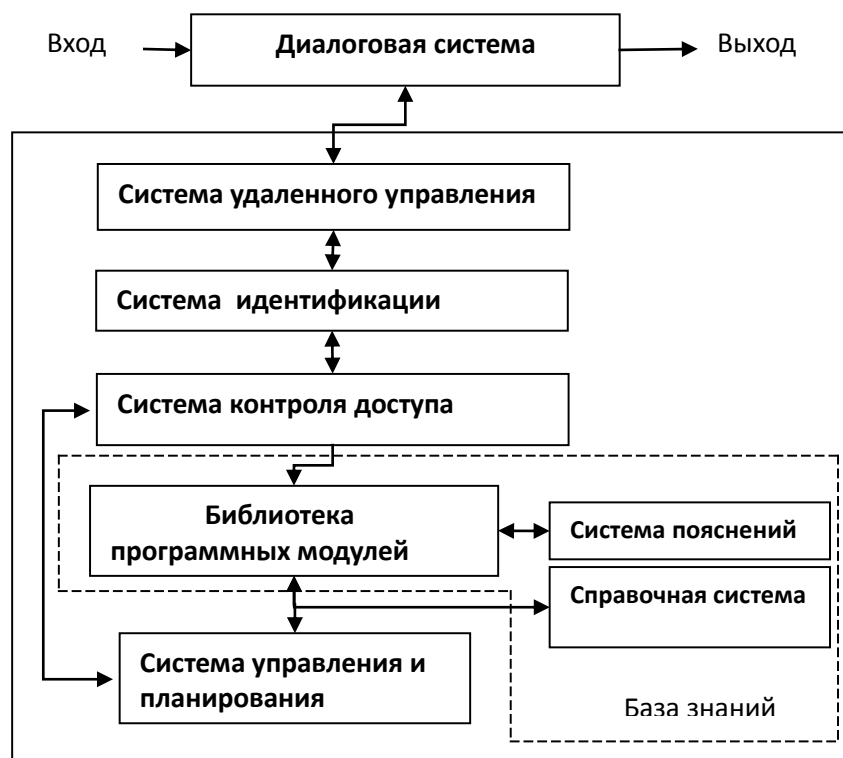 Вход
Диалоговая система
Выход
Система удаленного управления
Система идентификации
Система контроля доступа
Библиотека
программных модулей
Система пояснений
Справочная система
Система управления и
планирования
База знаний